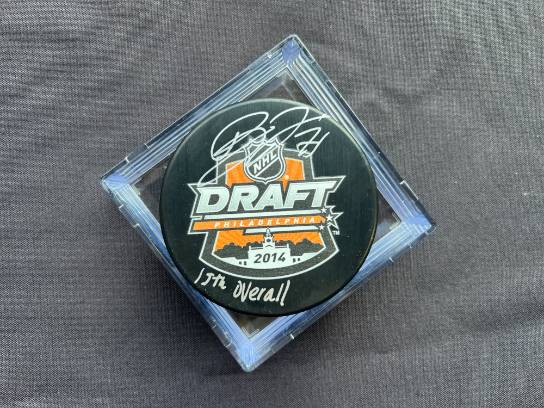 NHL
DRAFT
PHILADELPHIA
2014
15th Overall